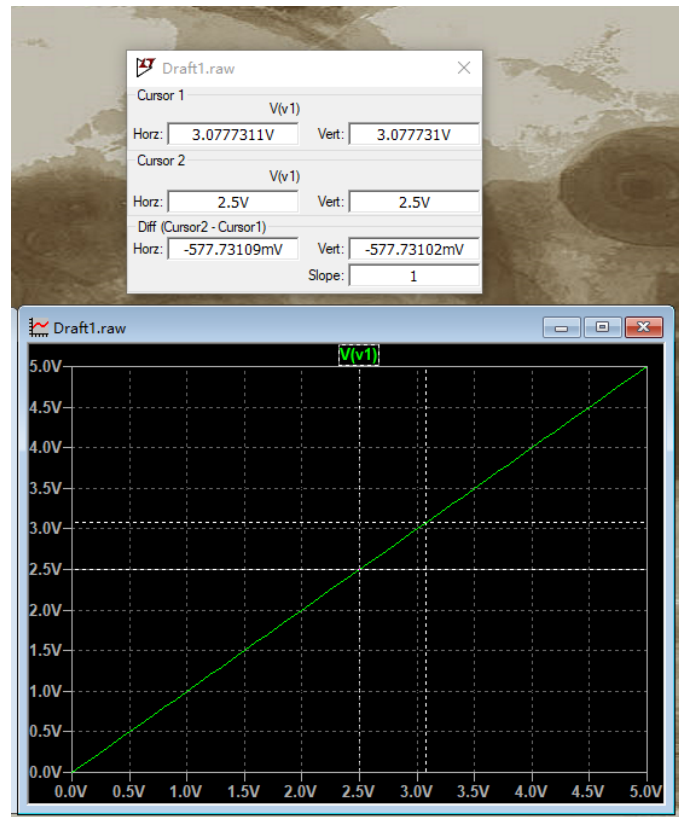 Draft1.raw
Cursor 1
V(v1)
Horz: 3.0777311V Vert: 3.077731V
Cursor 2
V(v1)
Horz: 2.5V Vert: 2.5V
Diff (Cursor2 - Cursor1)
Horz: -577.73109mV Vert: -577.73102mV
Slope: 1
Draft1.raw
V(v1)
5.0V
4.5V
4.0V
3.5V
3.0V
2.5V
2.0V
1.5V
1.0V
0.5V
0.0V
0.0V 0.5V 1.0V 1.5V 2.0V 2.5V 3.0V 3.5V 4.0V 4.5V 5.0V